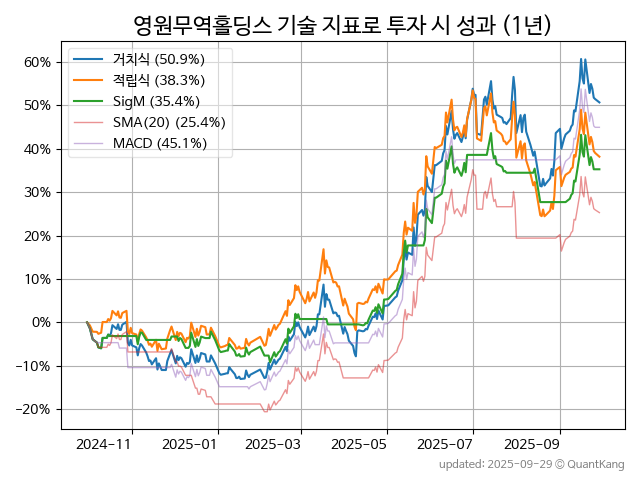 영원무역홀딩스 기술 지표로 투자 시 성과 (1년)
거치식 (50.9%)
적립식 (38.3%)
SigM (35.4%)
SMA(20) (25.4%)
MACD (45.1%)
60%
50%
40%
30%
20%
10%
0%
−10%
−20%
2024-11
2025-01
2025-03
2025-05
2025-07
2025-09
updated: 2025-09-29 © QuantKang